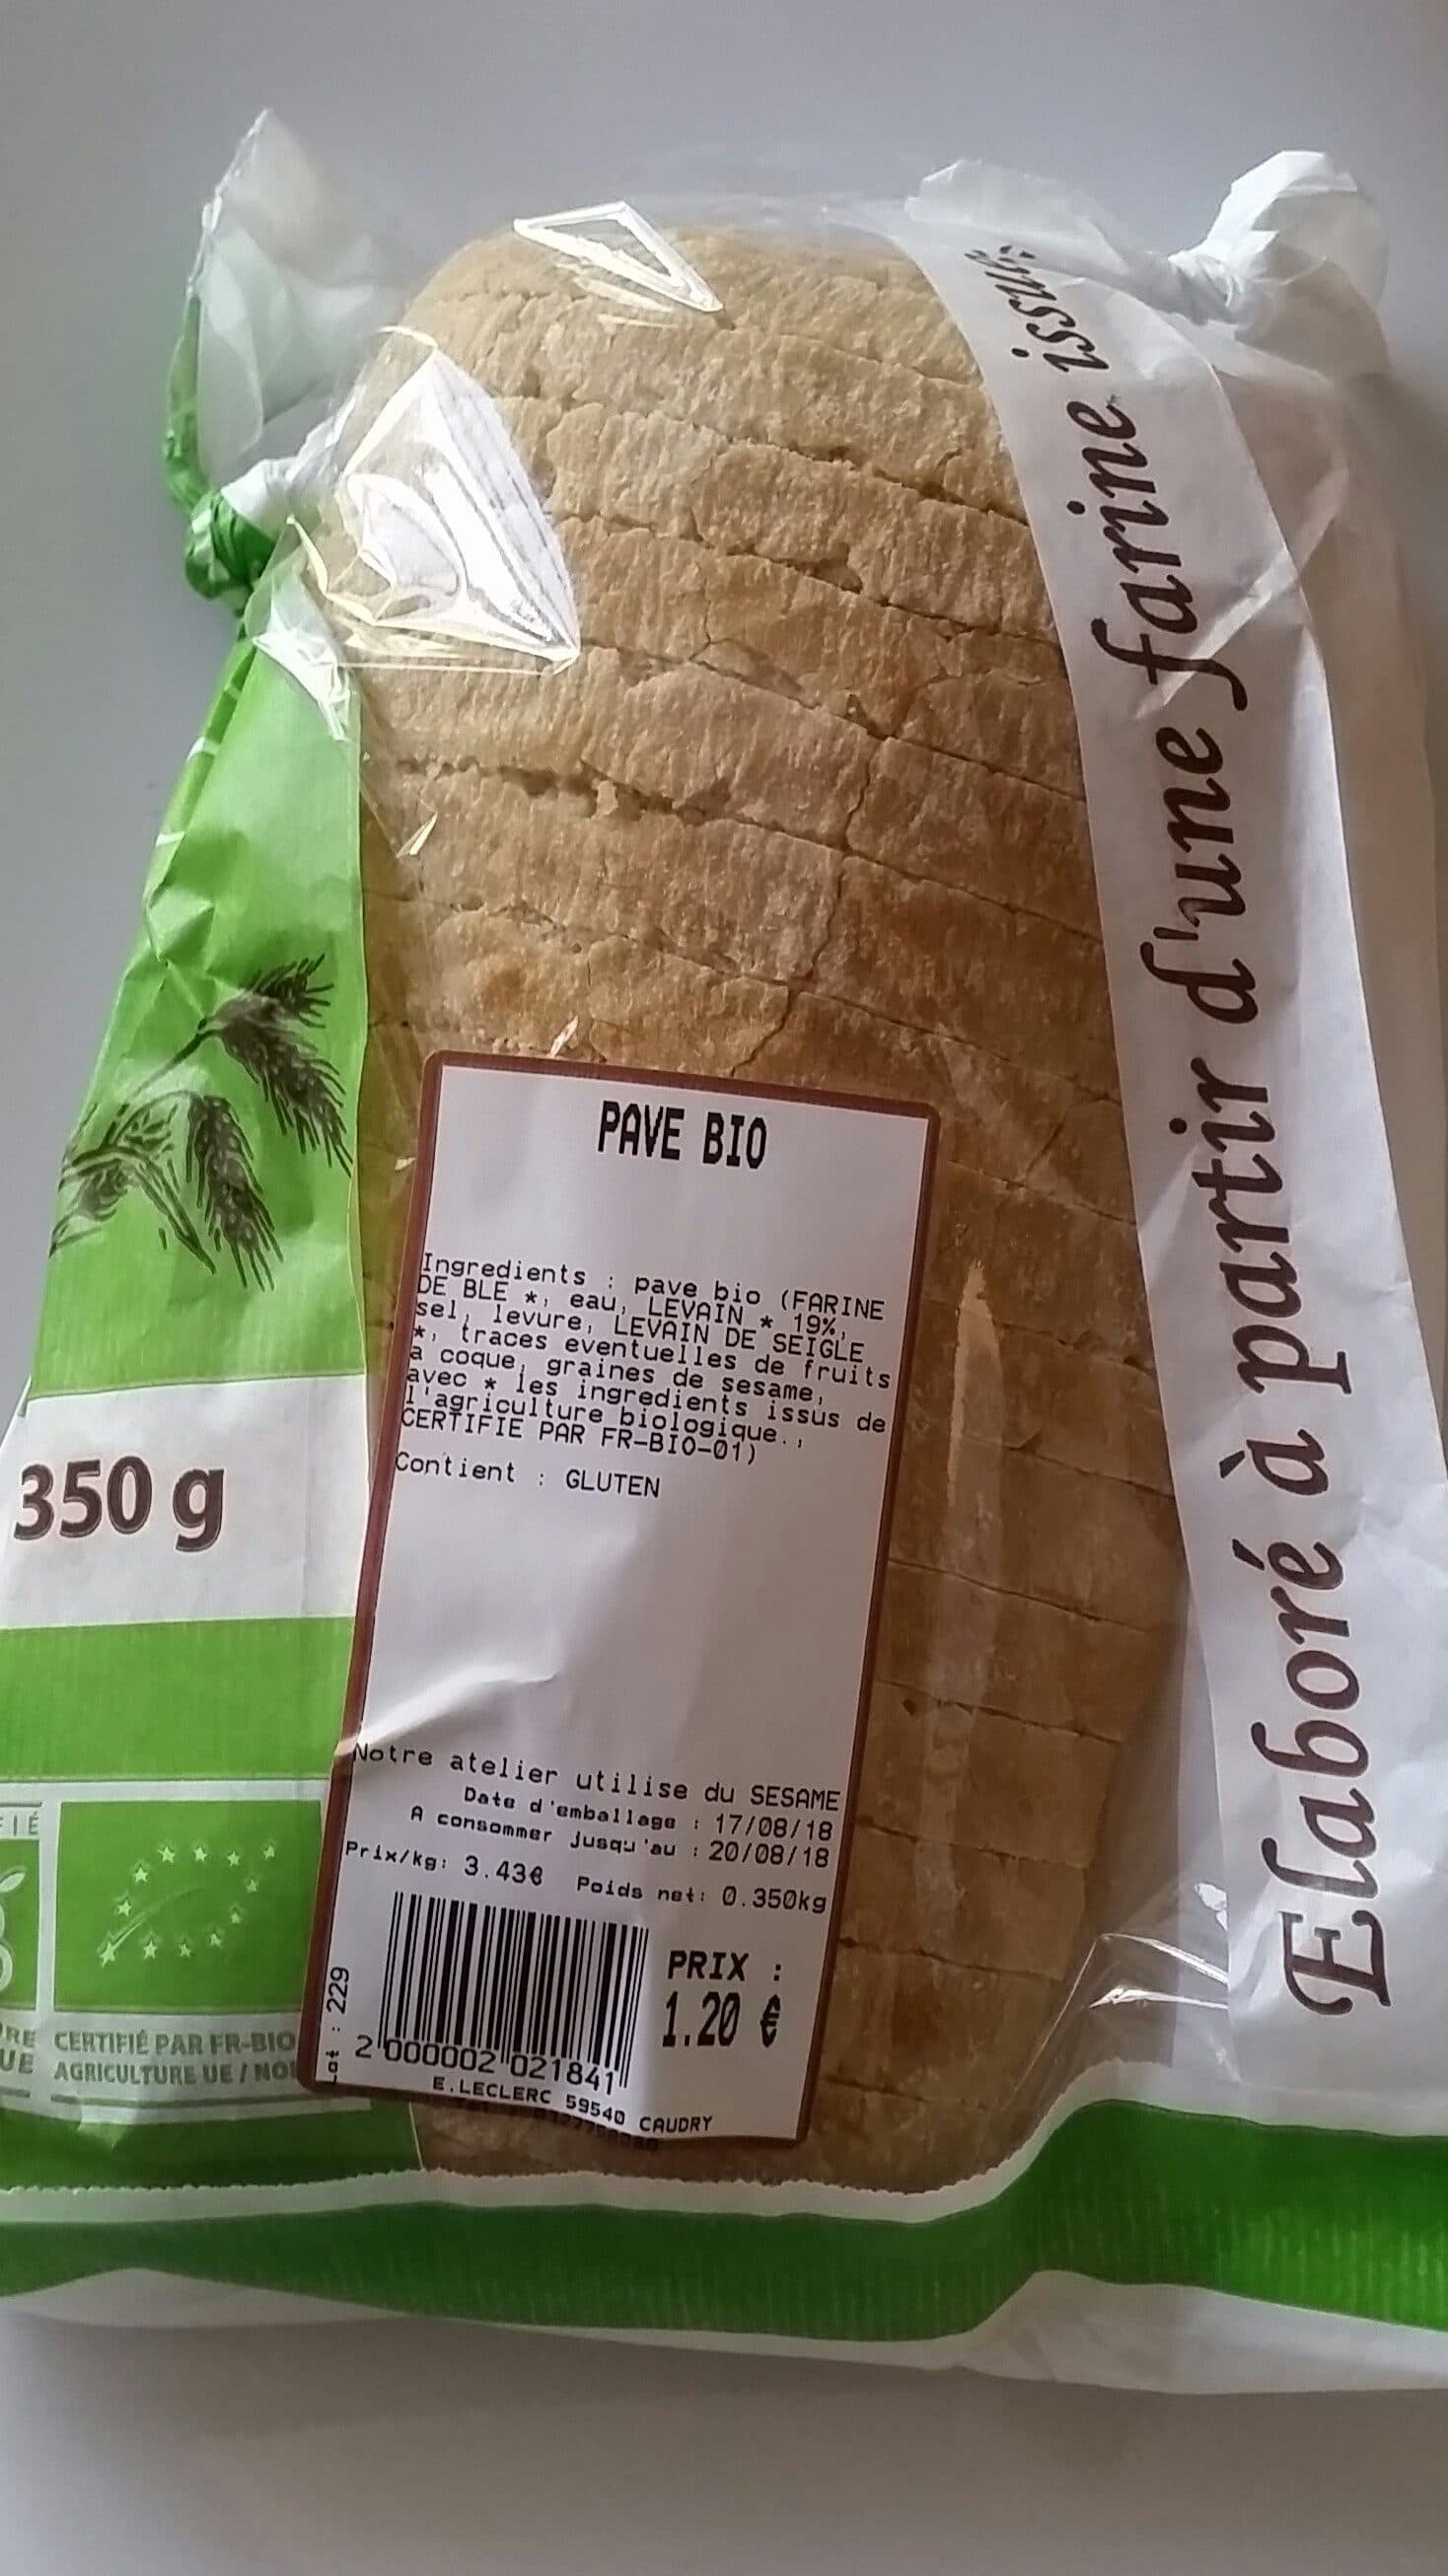 Elaboré à partir d'une farine issue
PAVE BIO
Ingredients : pave bio (FARINE
DE BLE *, eau, LEVAIN * 19%,
sel, levure, LEVAIN DE SEIGLE
*, traces eventuelles de fruits
a coque, graines de sesame,
avec * les ingredients issus de
l'agriculture biologique.,
CERTIFIE PAR FR-BIO-01)
Contient : GLUTEN
350 g
Notre atelier utilise du SESAME
Date d'emballage : 17/08/18
A consommer jusqu'au : 20/08/18
Prix/kg: 3.43€ Poids net: 0.350kg
PRIX :
1.20 €
Lot : 229
2 000002 021841
E.LECLERC 59540 CAUDRY
CERTIFIÉ PAR FR-BIO
AGRICULTURE UE /